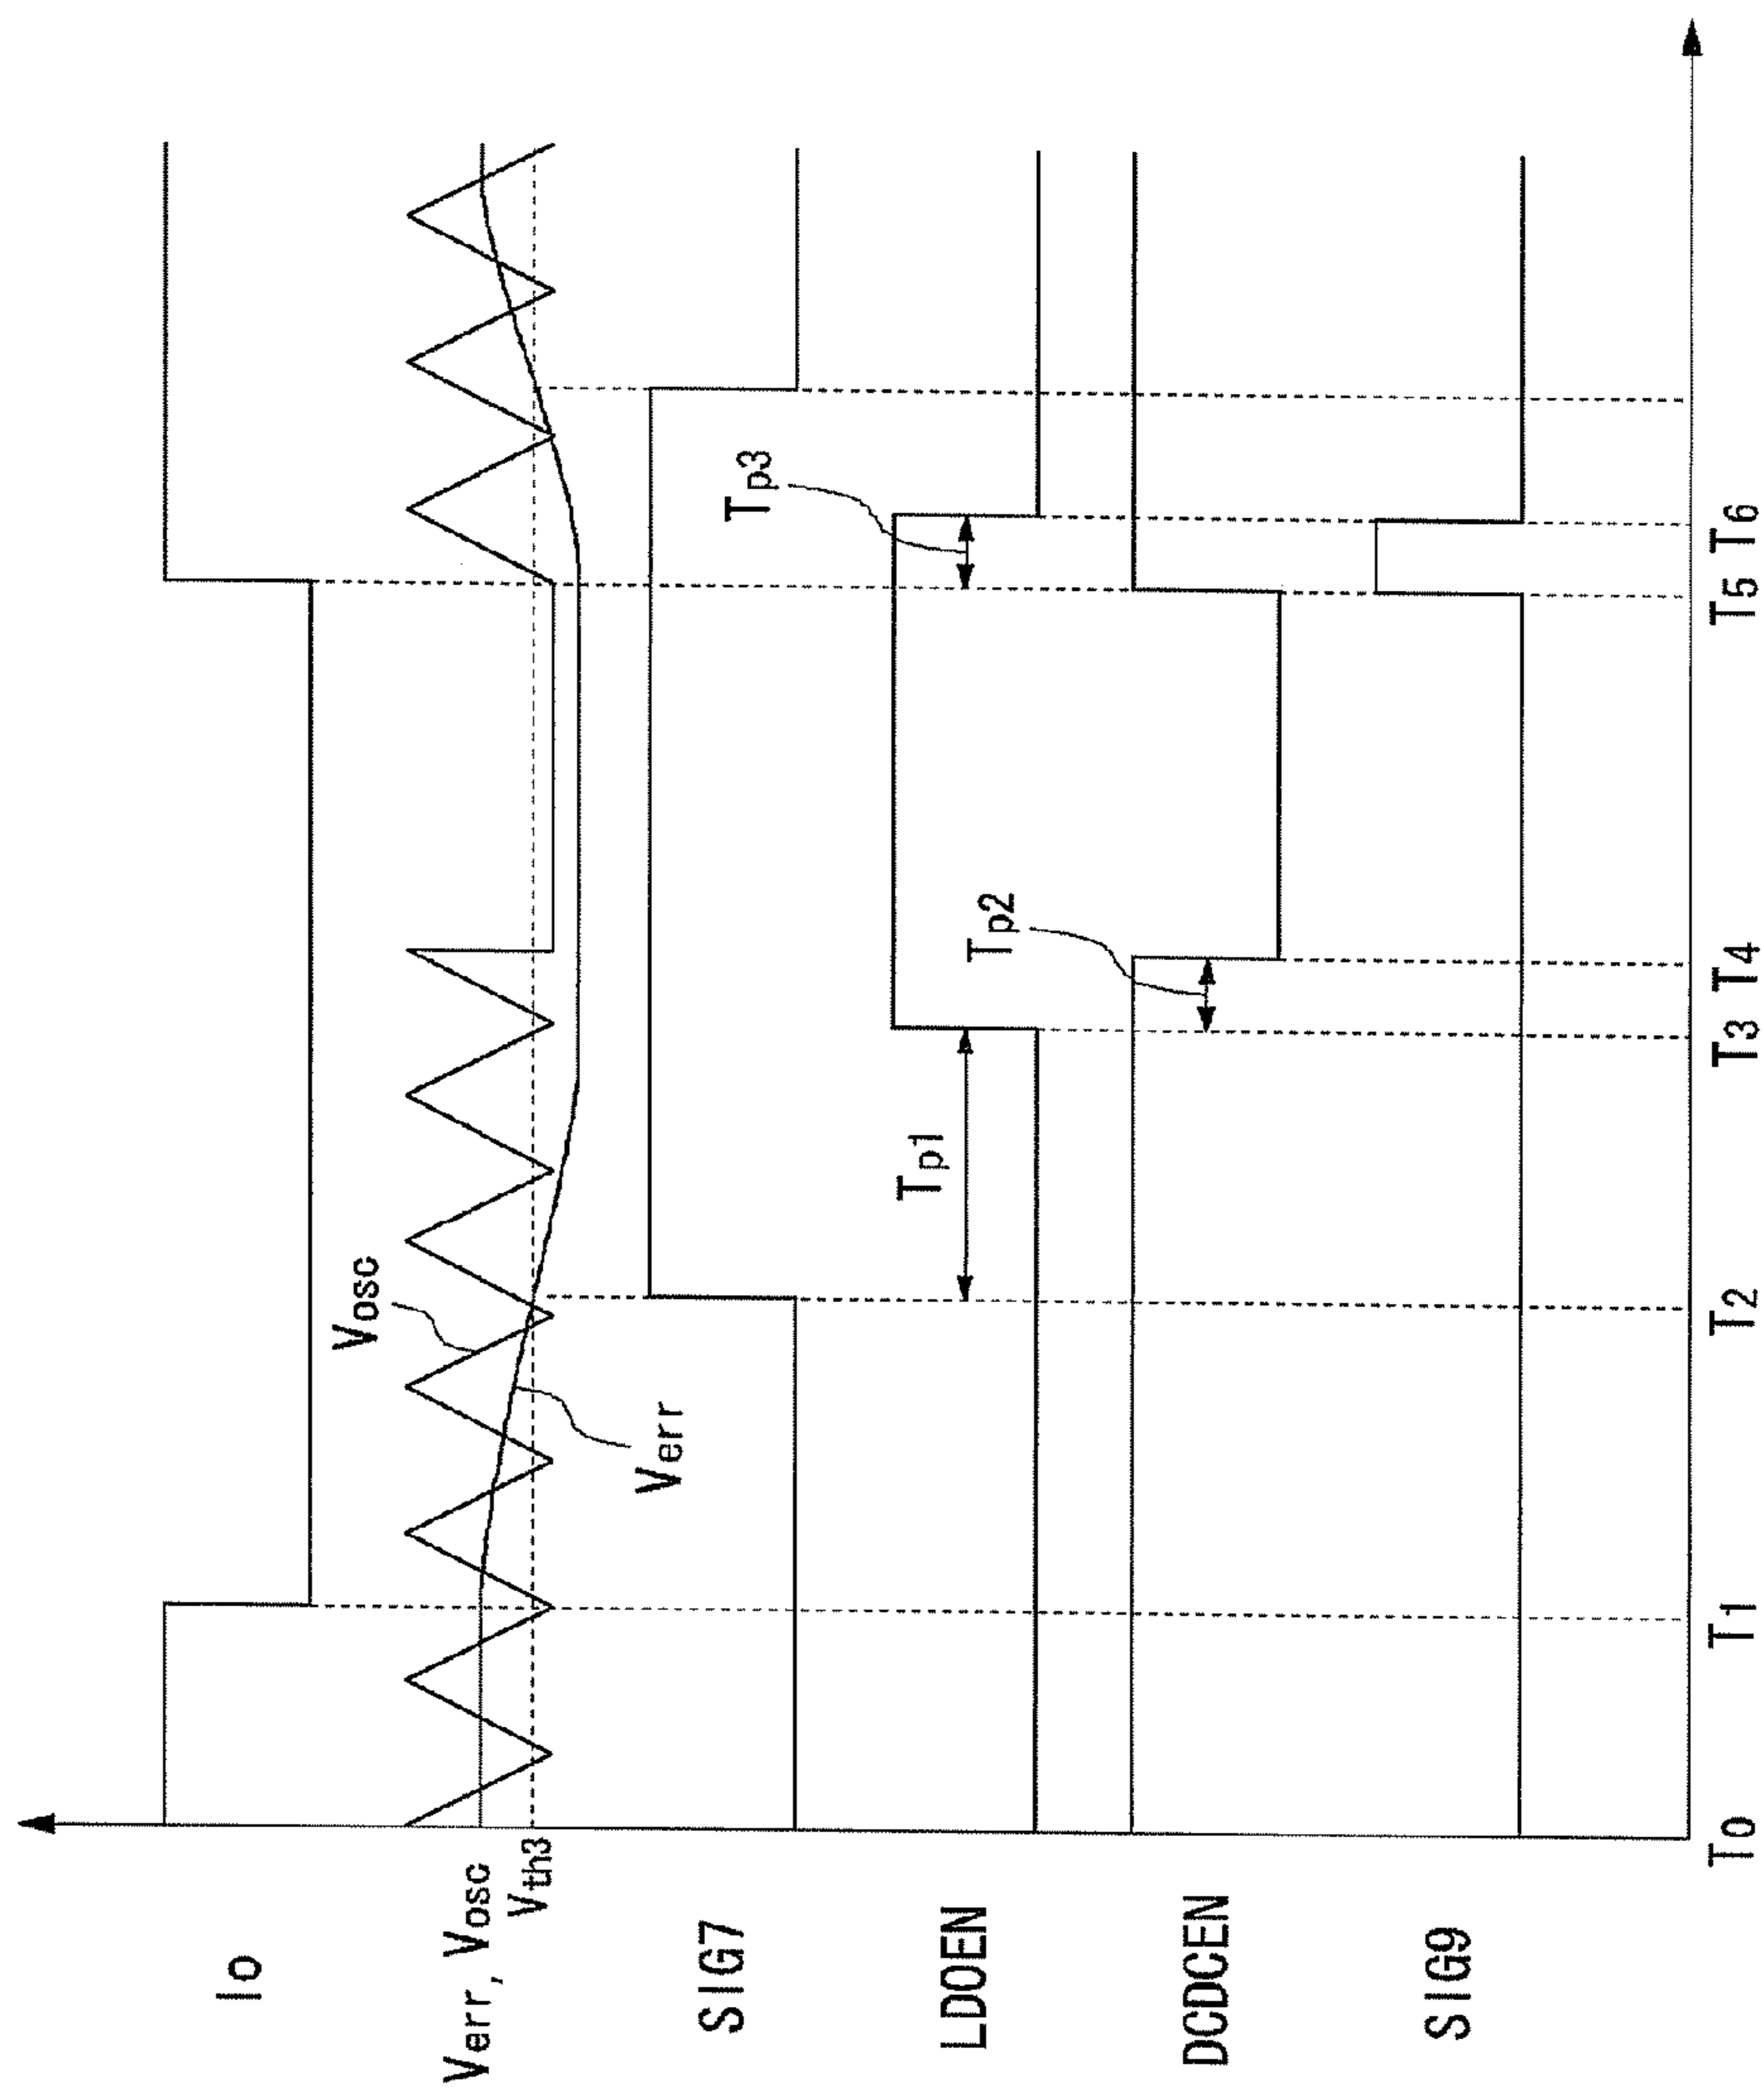 Io
Verr, Vosc
Vth3
SIG7
LDOEN
DCDCEN
SIG9
Vosc
Verr
Tp1
Tp2
Tp3
T0 T1 T2 T3 T4 T5 T6